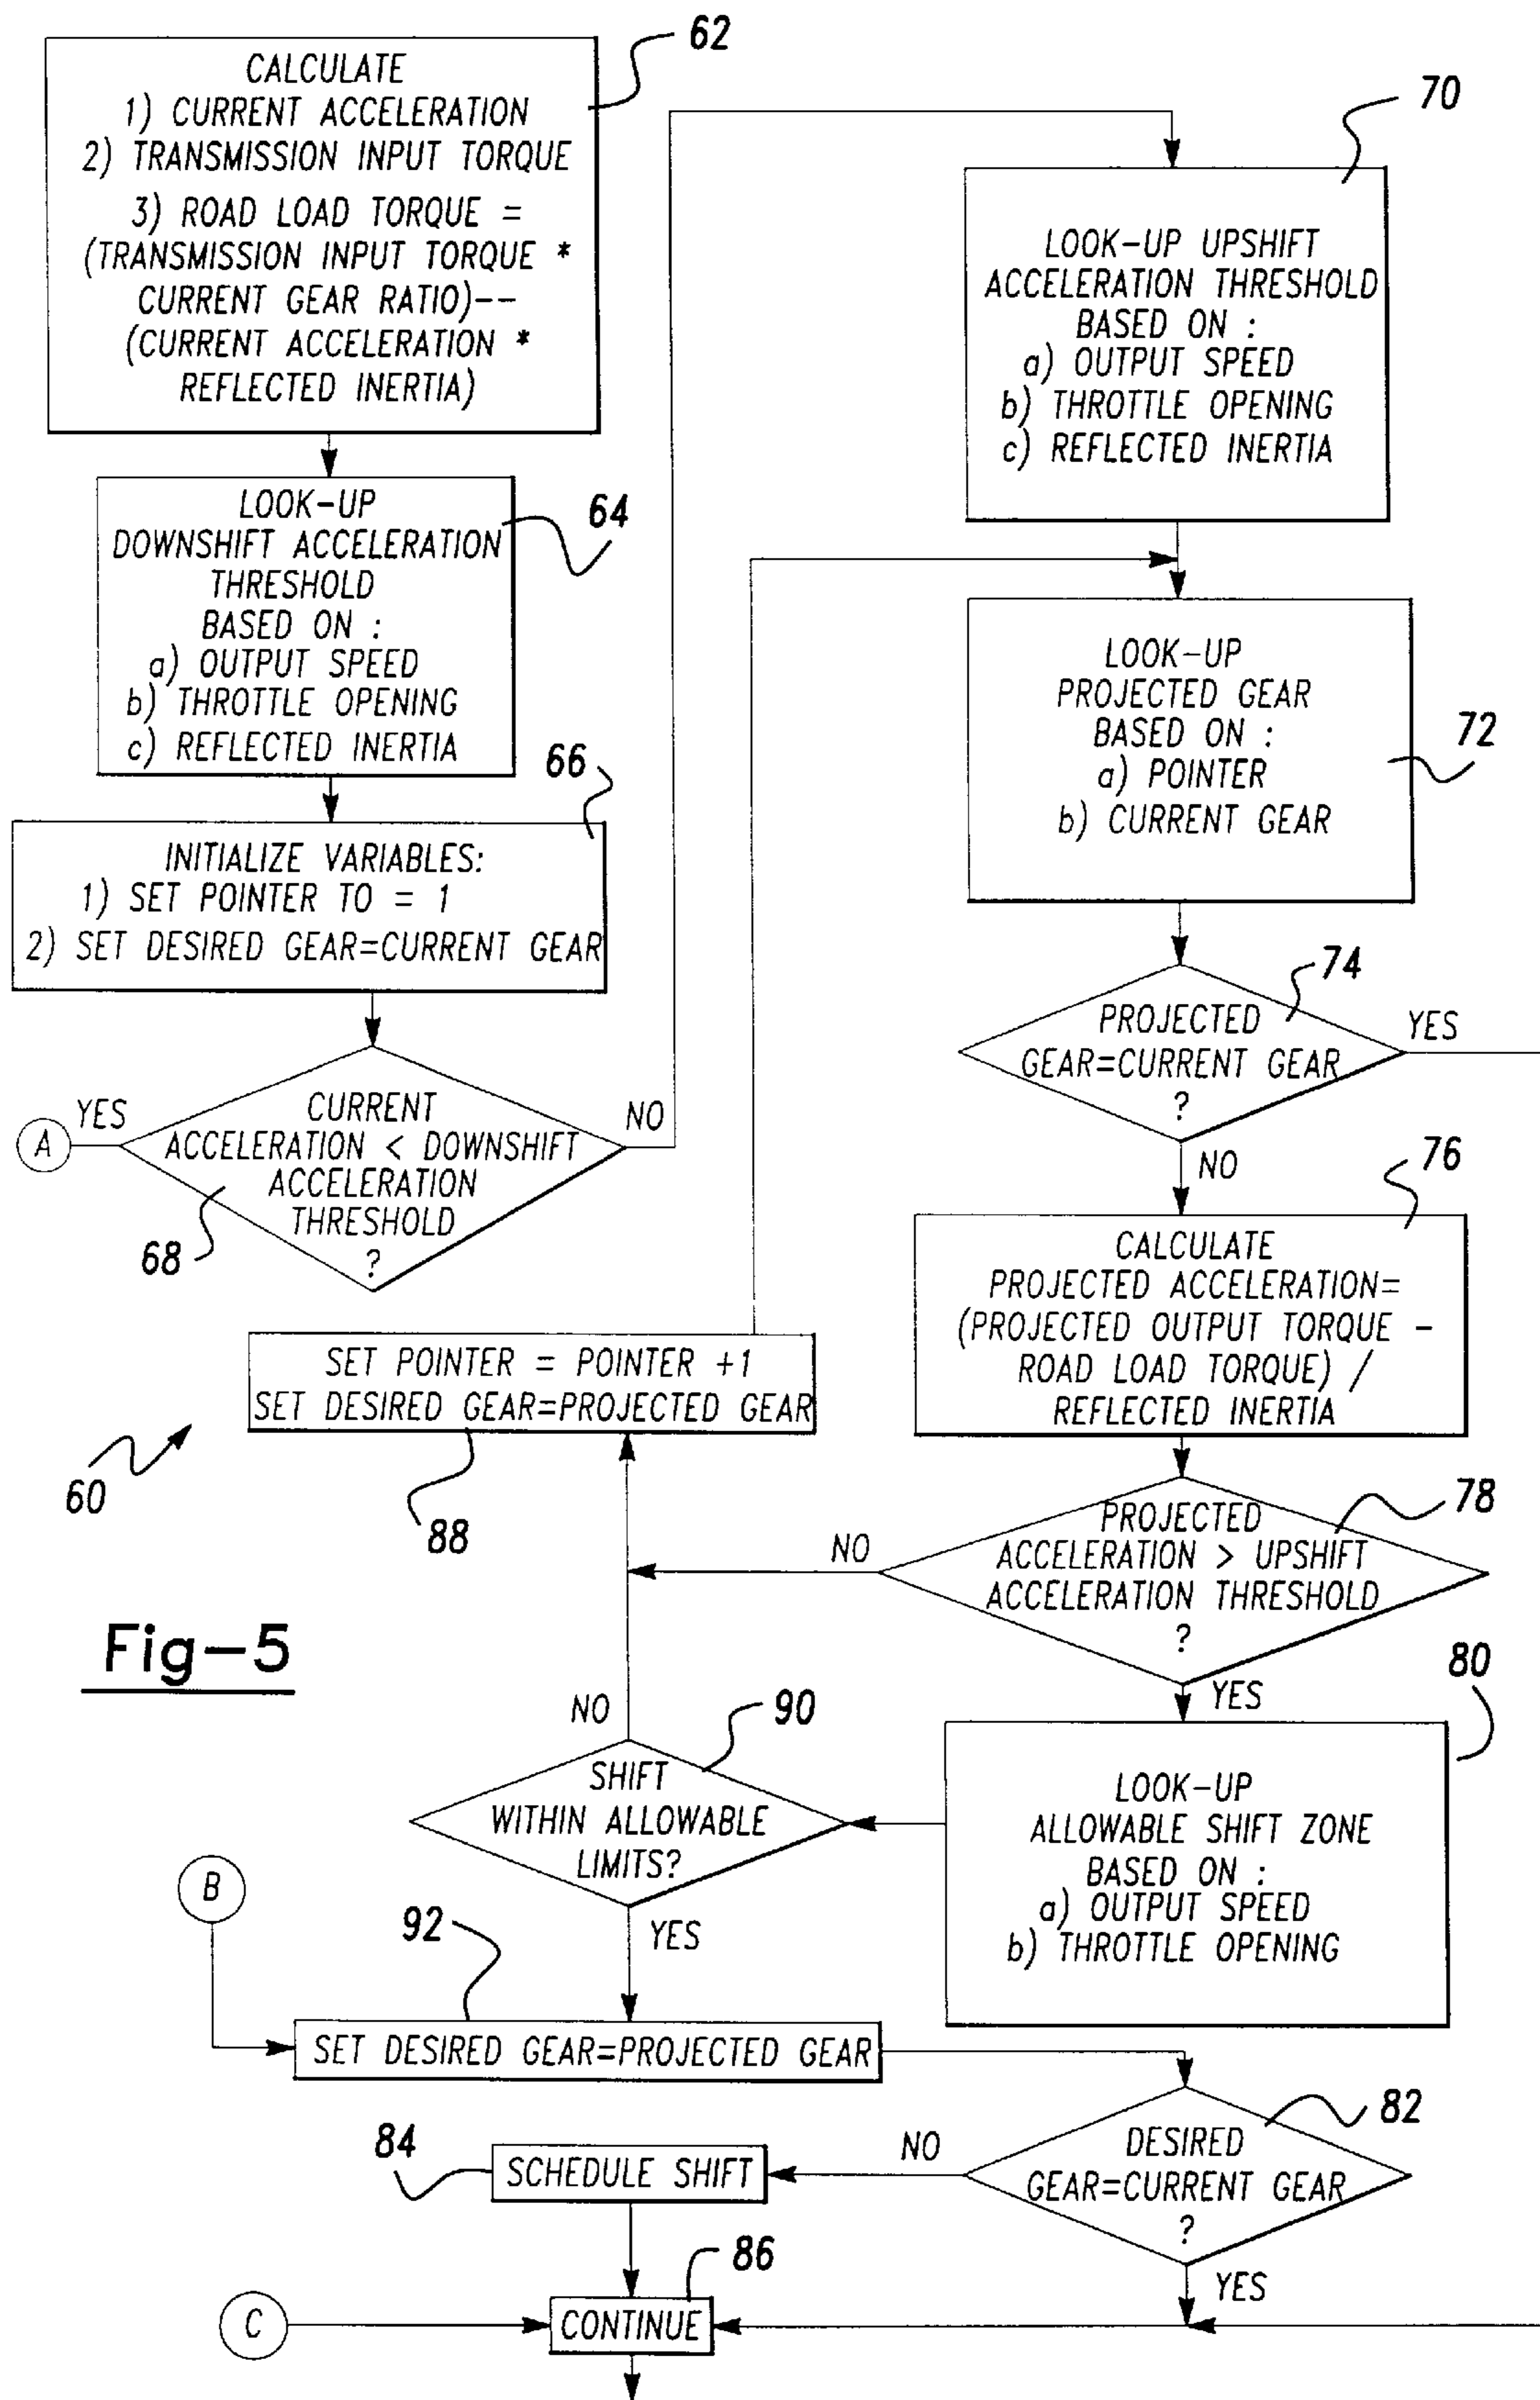 62
CALCULATE
1) CURRENT ACCELERATION
2) TRANSMISSION INPUT TORQUE
3) ROAD LOAD TORQUE =
(TRANSMISSION INPUT TORQUE *
CURRENT GEAR RATIO)--
(CURRENT ACCELERATION *
REFLECTED INERTIA)
64
LOOK-UP
DOWNSHIFT ACCELERATION
THRESHOLD
BASED ON :
a) OUTPUT SPEED
b) THROTTLE OPENING
c) REFLECTED INERTIA
66
INITIALIZE VARIABLES:
1) SET POINTER TO = 1
2) SET DESIRED GEAR=CURRENT GEAR
A
YES
CURRENT
ACCELERATION < DOWNSHIFT
ACCELERATION
THRESHOLD
?
NO
68
70
LOOK-UP UPSHIFT
ACCELERATION THRESHOLD
BASED ON :
a) OUTPUT SPEED
b) THROTTLE OPENING
c) REFLECTED INERTIA
72
LOOK-UP
PROJECTED GEAR
BASED ON :
a) POINTER
b) CURRENT GEAR
74
PROJECTED
GEAR=CURRENT GEAR
?
YES
NO
76
CALCULATE
PROJECTED ACCELERATION=
(PROJECTED OUTPUT TORQUE -
ROAD LOAD TORQUE) /
REFLECTED INERTIA
78
PROJECTED
ACCELERATION > UPSHIFT
ACCELERATION THRESHOLD
?
NO
YES
SET POINTER = POINTER +1
SET DESIRED GEAR=PROJECTED GEAR
88
60
Fig-5
80
LOOK-UP
ALLOWABLE SHIFT ZONE
BASED ON :
a) OUTPUT SPEED
b) THROTTLE OPENING
90
NO
SHIFT
WITHIN ALLOWABLE
LIMITS?
YES
B
92
SET DESIRED GEAR=PROJECTED GEAR
82
DESIRED
GEAR=CURRENT GEAR
?
NO
YES
84
SCHEDULE SHIFT
86
C
CONTINUE